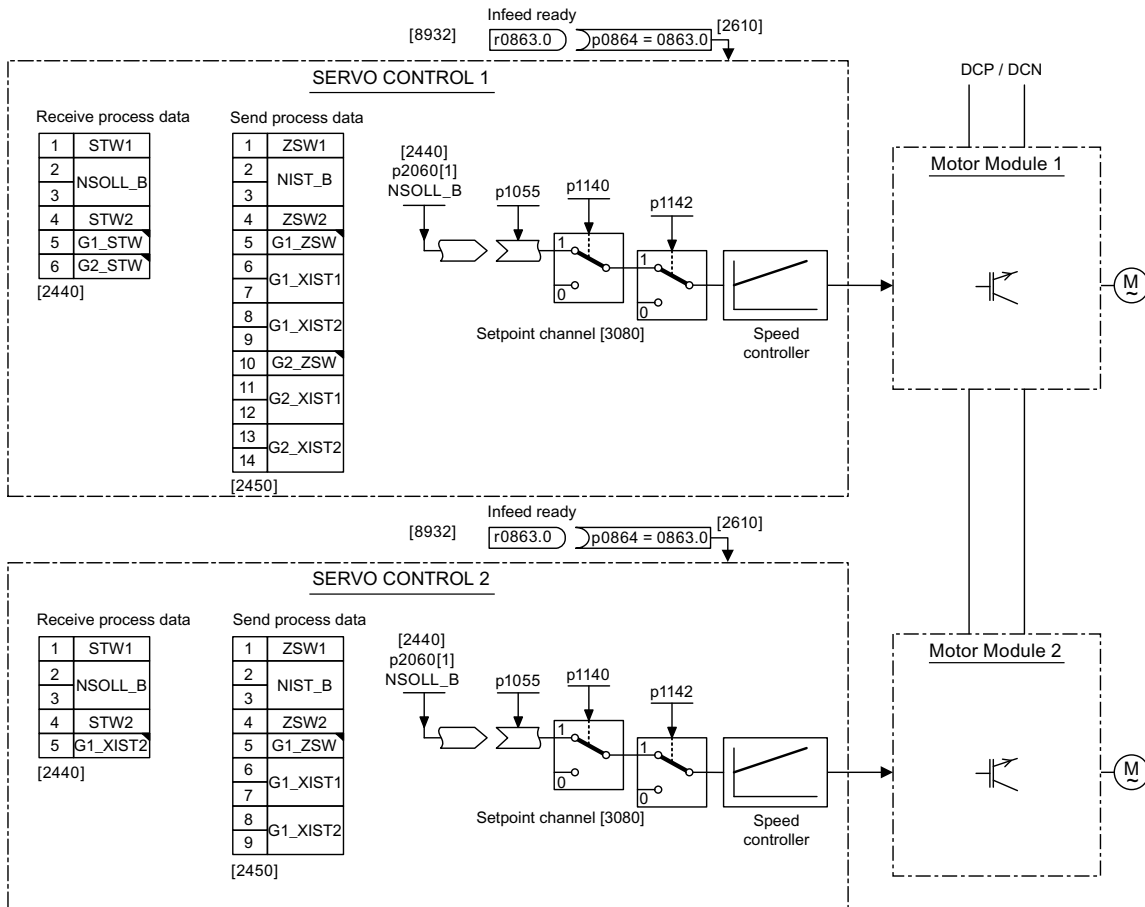 Infeed ready
[8932] r0863.0 p0864 = 0863.0 [2610]
SERVO CONTROL 1
DCP / DCN
Receive process data
1 STW1
2
NSOLL_B
3
4 STW2
5 G1_STW
6 G2_STW
[2440]
Send process data
1 ZSW1
2
NIST_B
3
4 ZSW2
5 G1_ZSW
6
G1_XIST1
7
8
G1_XIST2
9
10 G2_ZSW
11
G2_XIST1
12
13
G2_XIST2
14
[2450]
[2440]
p2060[1]
NSOLL_B
p1055
p1140
p1142
1
0
1
0
Setpoint channel [3080]
Speed
controller
Motor Module 1
M
~
Infeed ready
[8932] r0863.0 p0864 = 0863.0 [2610]
SERVO CONTROL 2
Receive process data
1 STW1
2
NSOLL_B
3
4 STW2
5 G1_XIST2
[2440]
Send process data
1 ZSW1
2
NIST_B
3
4 ZSW2
5 G1_ZSW
6
G1_XIST1
7
8
G1_XIST2
9
[2450]
[2440]
p2060[1]
NSOLL_B
p1055
p1140
p1142
1
0
1
0
Setpoint channel [3080]
Speed
controller
Motor Module 2
M
~